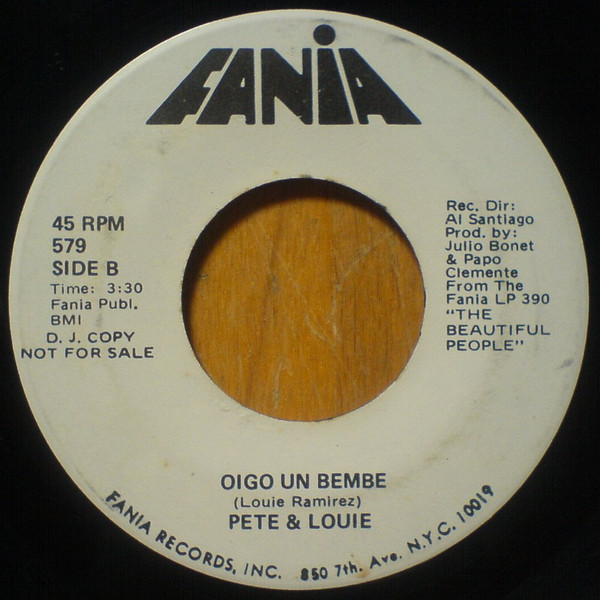 FANiA
45 RPM
579
SIDE B
Time: 3:30
Fania Publ.
BMI
D. J. COPY
NOT FOR SALE
Rec. Dir:
Al Santiago
Prod. by:
Julio Bonet
& Papo
Clemente
From The
Fania LP 390
"THE
BEAUTIFUL
PEOPLE"
OIGO UN BEMBE
(Louie Ramirez)
PETE & LOUIE
FANIA RECORDS, INC. 850 7th. Ave. N.Y.C. 10019